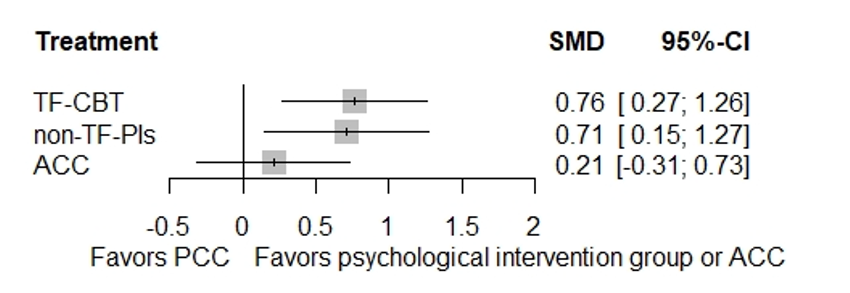 Treatment SMD 95%-CI
TF-CBT 0.76 [ 0.27; 1.26]
non-TF-PIs 0.71 [ 0.15; 1.27]
ACC 0.21 [-0.31; 0.73]
-0.5 0 0.5 1 1.5 2
Favors PCC Favors psychological intervention group or ACC